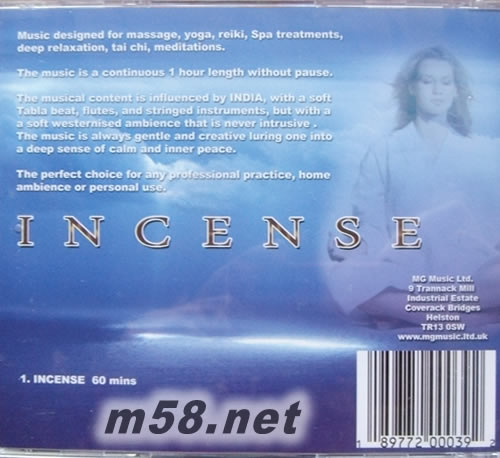 Music designed for massage, yoga, reiki, Spa treatments,
deep relaxation, tai chi, meditations.
The music is a continuous 1 hour length without pause.
The musical content is influenced by INDIA, with a soft
Tabla beat, flutes, and stringed instruments, but with a
a soft westernised ambience that is never intrusive .
The music is always gentle and creative luring one into
a deep sense of calm and inner peace.
The perfect choice for any professional practice, home
ambience or personal use.
INCENSE
MG Music Ltd.
9 Trannack Mill
Industrial Estate
Coverack Bridges
Helston
TR13 0SW
www.mgmusic.ltd.uk
1. INCENSE 60 mins
m58.net
1 89772 00039 2